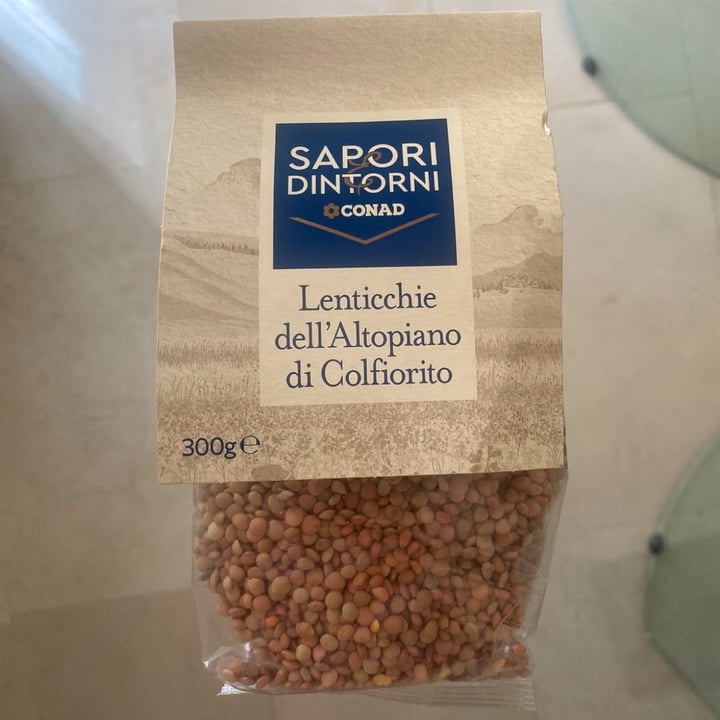 SAPORI
DINTORNI
CONAD
Lenticchie
dell'Altopiano
di Colfiorito
300g℮